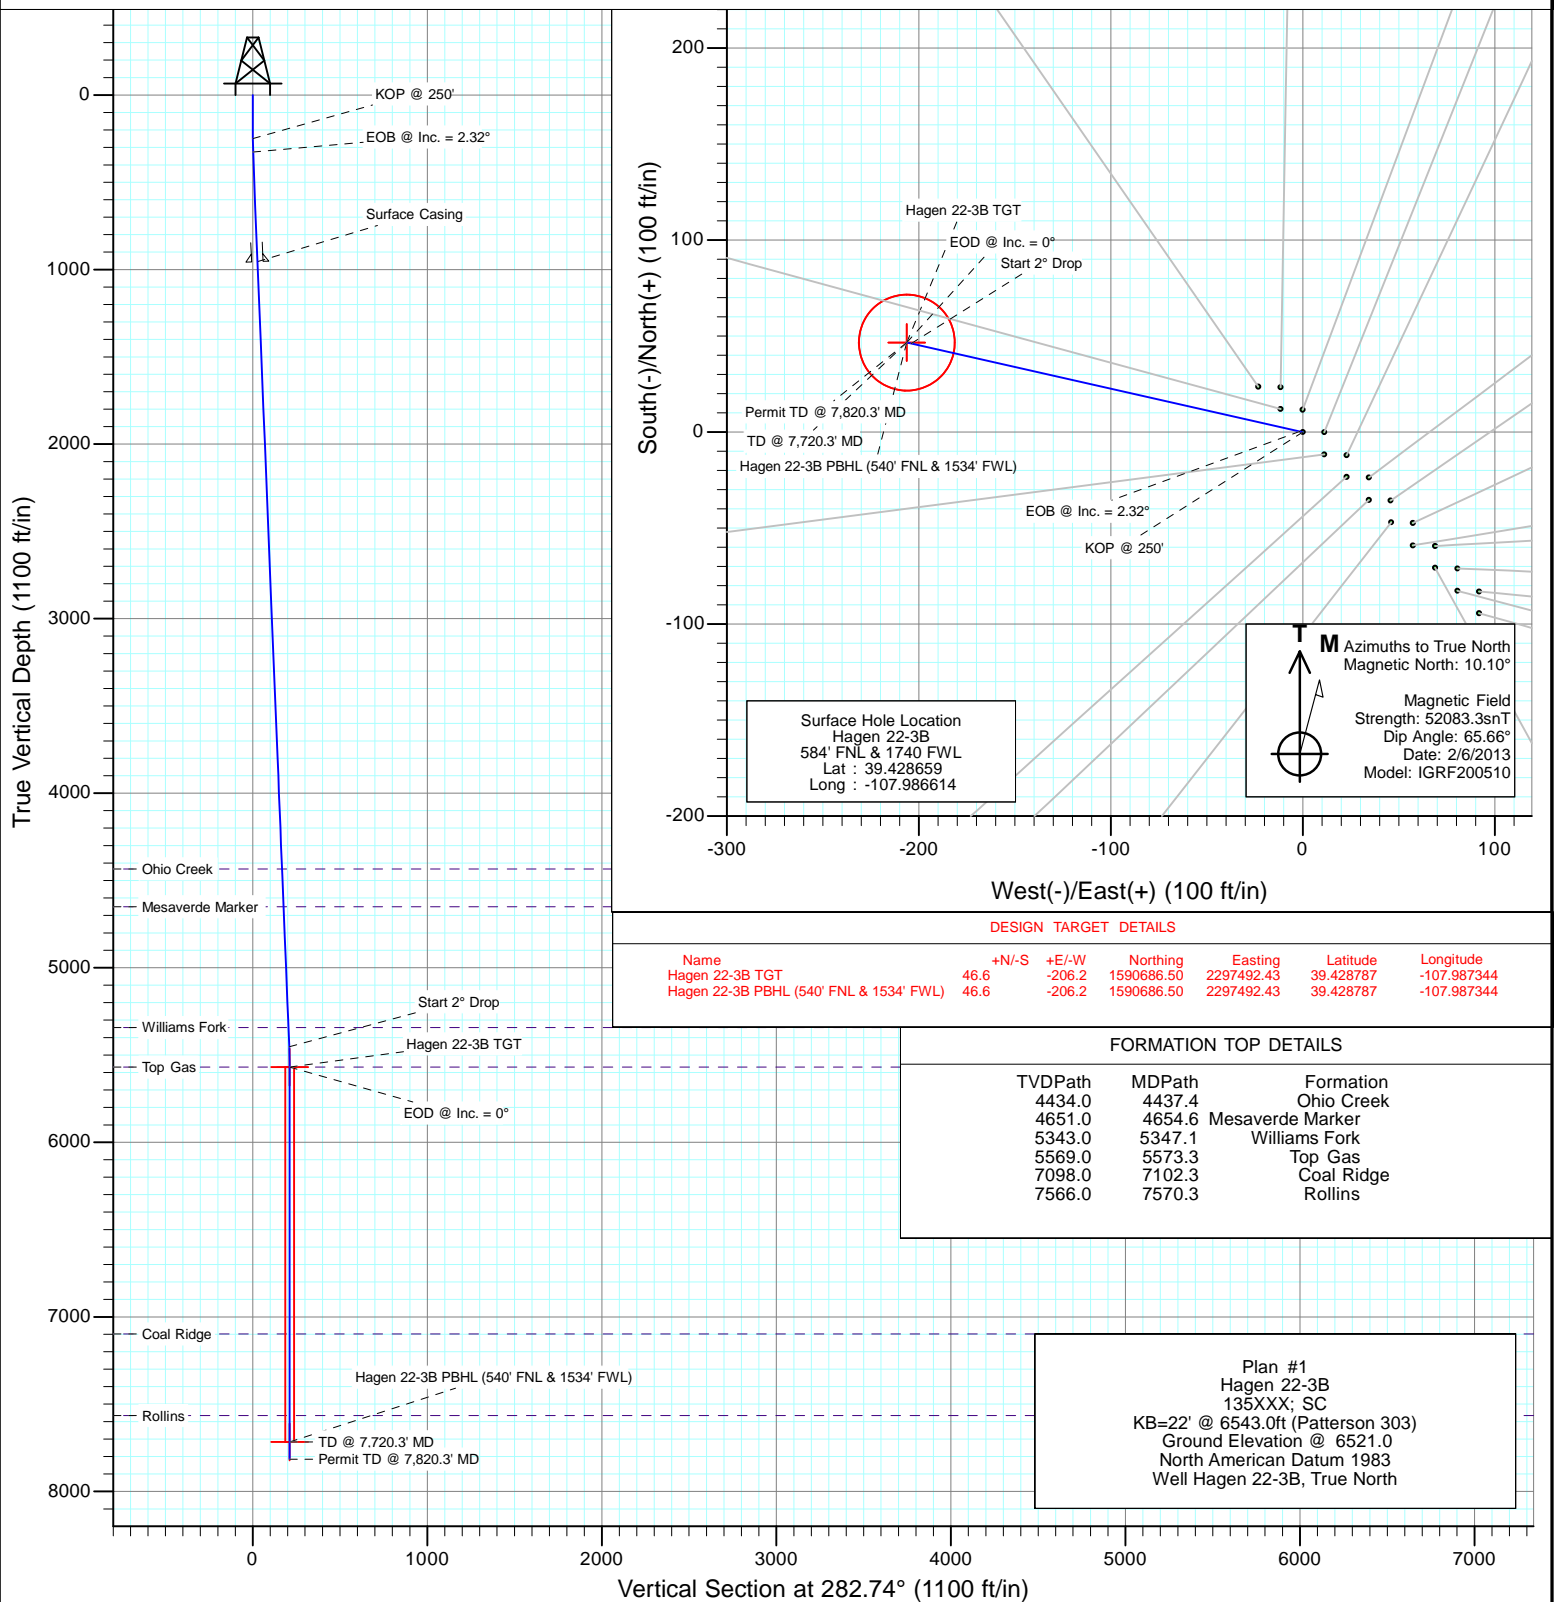 True Vertical Depth (1100 ft/in)
0
1000
2000
3000
4000
5000
6000
7000
8000
KOP @ 250'
EOB @ Inc. = 2.32°
Surface Casing
Ohio Creek
Mesaverde Marker
Williams Fork
Top Gas
Start 2° Drop
Hagen 22-3B TGT
EOD @ Inc. = 0°
Coal Ridge
Hagen 22-3B PBHL (540' FNL & 1534' FWL)
Rollins
TD @ 7,720.3' MD
Permit TD @ 7,820.3' MD
0
1000
2000
3000
4000
5000
6000
7000
Vertical Section at 282.74° (1100 ft/in)
South(-)/North(+) (100 ft/in)
200
100
0
-100
-200
Hagen 22-3B TGT
EOD @ Inc. = 0°
Start 2° Drop
Permit TD @ 7,820.3' MD
TD @ 7,720.3' MD
Hagen 22-3B PBHL (540' FNL & 1534' FWL)
EOB @ Inc. = 2.32°
KOP @ 250'
Surface Hole Location
Hagen 22-3B
584' FNL & 1740 FWL
Lat : 39.428659
Long : -107.986614
T
M
Azimuths to True North
Magnetic North: 10.10°
Magnetic Field
Strength: 52083.3snT
Dip Angle: 65.66°
Date: 2/6/2013
Model: IGRF200510
-300
-200
-100
0
100
West(-)/East(+) (100 ft/in)
DESIGN TARGET DETAILS
Name +N/-S +E/-W Northing Easting Latitude Longitude
Hagen 22-3B TGT 46.6 -206.2 1590686.50 2297492.43 39.428787 -107.987344
Hagen 22-3B PBHL (540' FNL & 1534' FWL) 46.6 -206.2 1590686.50 2297492.43 39.428787 -107.987344
FORMATION TOP DETAILS
TVDPath MDPath Formation
4434.0 4437.4 Ohio Creek
4651.0 4654.6 Mesaverde Marker
5343.0 5347.1 Williams Fork
5569.0 5573.3 Top Gas
7098.0 7102.3 Coal Ridge
7566.0 7570.3 Rollins
Plan #1
Hagen 22-3B
135XXX; SC
KB=22' @ 6543.0ft (Patterson 303)
Ground Elevation @ 6521.0
North American Datum 1983
Well Hagen 22-3B, True North